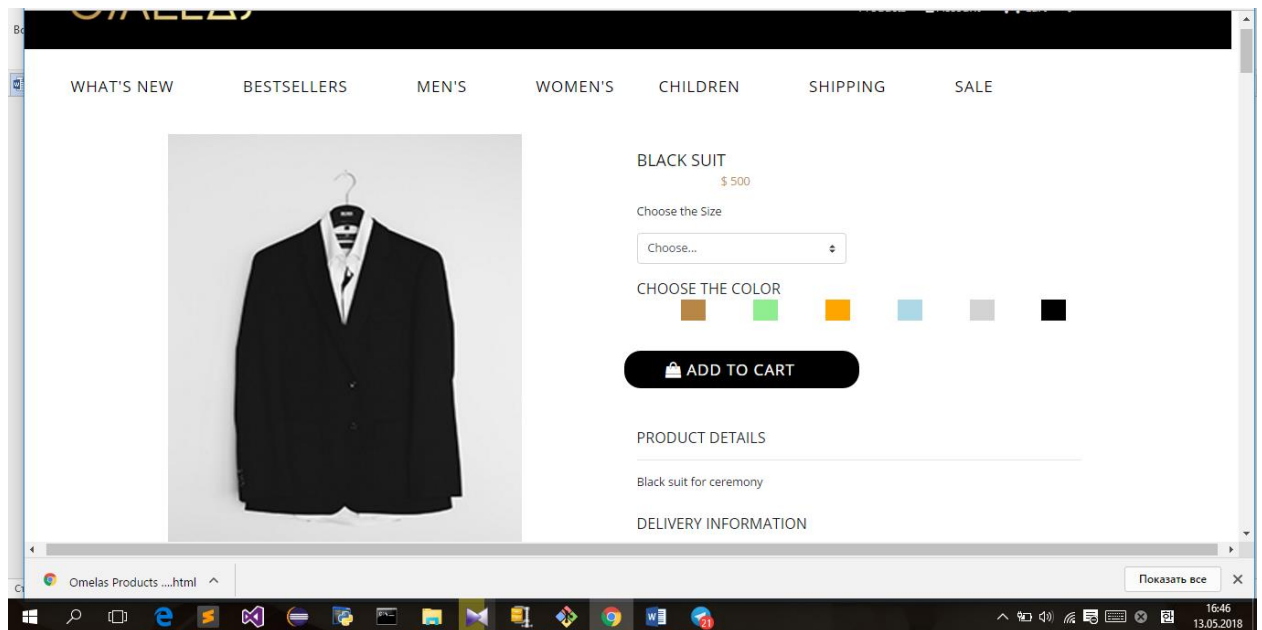 WHAT'S NEW BESTSELLERS MEN'S WOMEN'S CHILDREN SHIPPING SALE
BLACK SUIT
$ 500
Choose the Size
Choose...
CHOOSE THE COLOR
ADD TO CART
PRODUCT DETAILS
Black suit for ceremony
DELIVERY INFORMATION
Omelas Products ....html
Показать все
21
16:46
13.05.2018